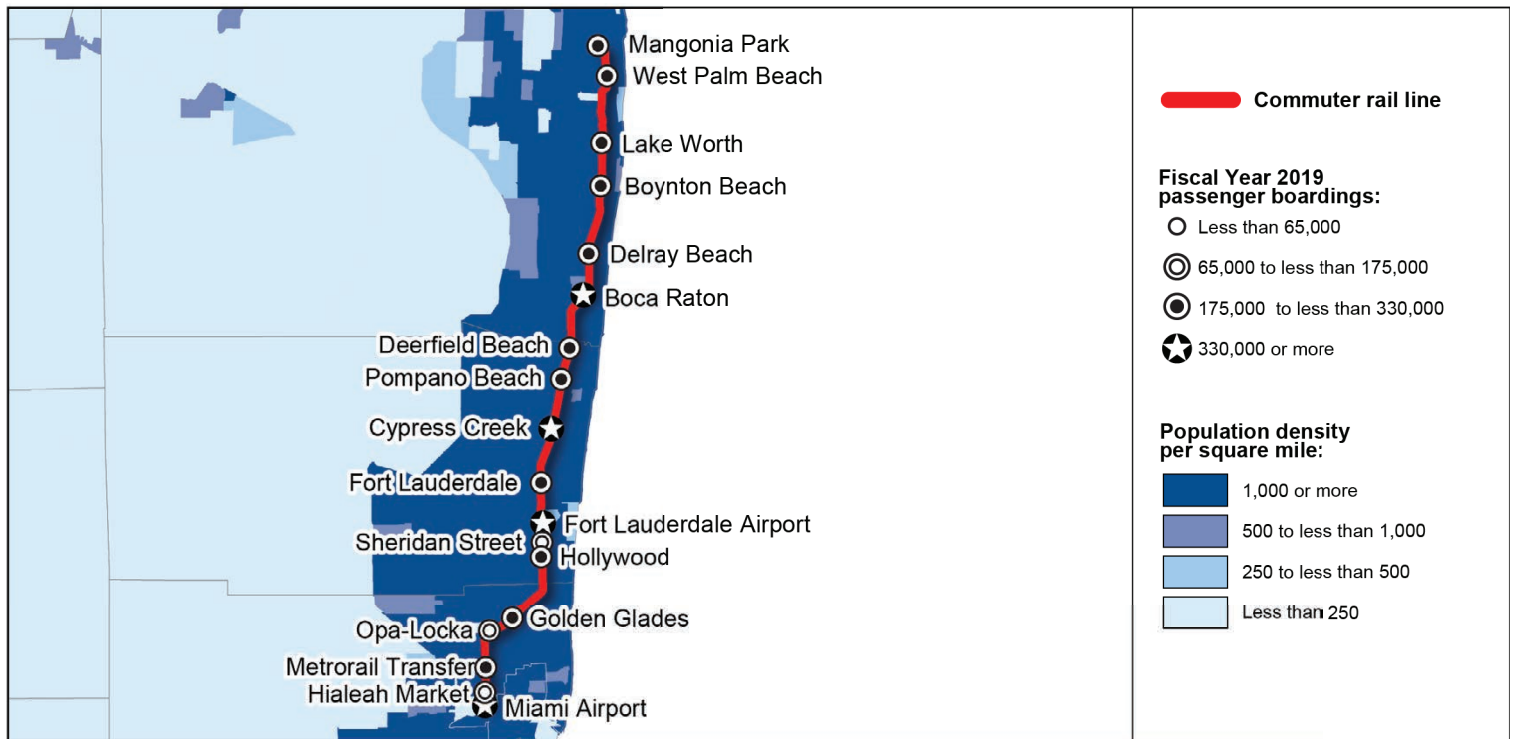 Mangonia Park
West Palm Beach
Lake Worth
Boynton Beach
Delray Beach
Boca Raton
Deerfield Beach
Pompano Beach
Cypress Creek
Fort Lauderdale
Fort Lauderdale Airport
Sheridan Street
Hollywood
Golden Glades
Opa-Locka
Metrorail Transfer
Hialeah Market
Miami Airport
Commuter rail line
Fiscal Year 2019
passenger boardings:
Less than 65,000
65,000 to less than 175,000
175,000 to less than 330,000
330,000 or more
Population density
per square mile:
1,000 or more
500 to less than 1,000
250 to less than 500
Less than 250